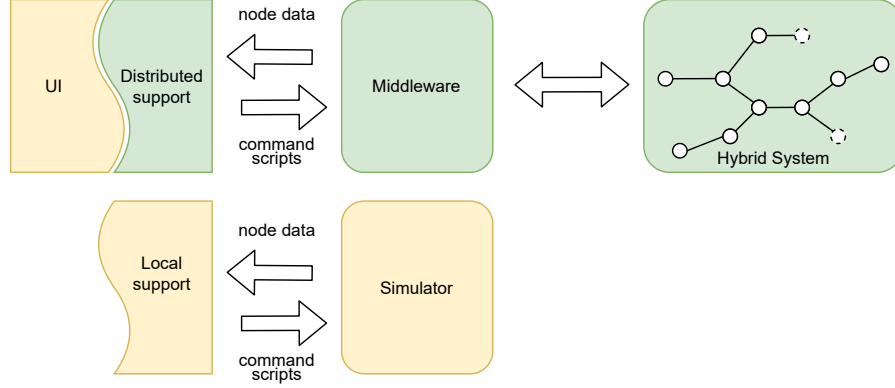 node data
UI
Distributed
support
Middleware
command
scripts
Hybrid System
node data
Local
support
Simulator
command
scripts